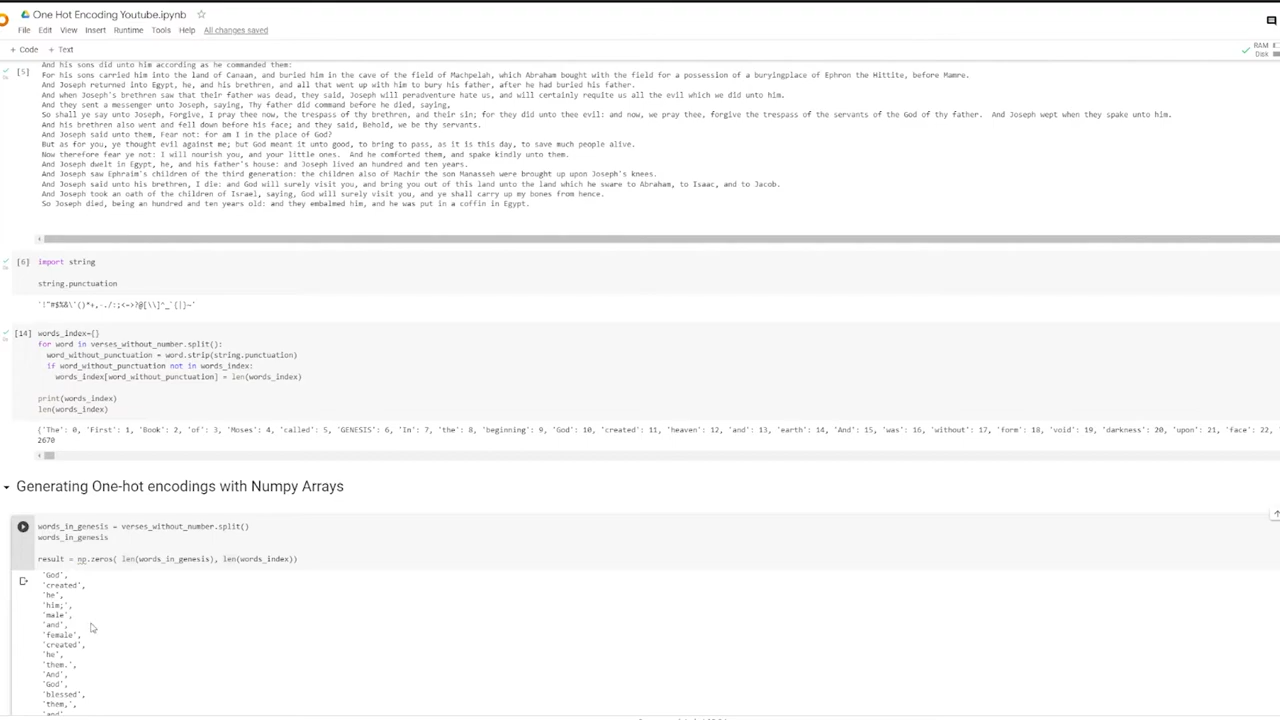 One Hot Encoding Youtube.ipynb
File Edit View Insert Runtime Tools Help All changes saved
+ Code + Text
RAM
Disk
And his sons did unto him according as he commanded them:
[5]
For his sons carried him into the land of Canaan, and buried him in the cave of the field of Machpelah, which Abraham bought with the field for a possession of a buryingplace of Ephron the Hittite, before Mamre.
And Joseph returned into Egypt, he, and his brethren, and all that went up with him to bury his father, after he had buried his father.
And when Joseph's brethren saw that their father was dead, they said, Joseph will peradventure hate us, and will certainly requite us all the evil which we did unto him.
And they sent a messenger unto Joseph, saying, Thy father did command before he died, saying,
So shall ye say unto Joseph, Forgive, I pray thee now, the trespass of thy brethren, and their sin; for they did unto thee evil: and now, we pray thee, forgive the trespass of the servants of the God of thy father. And Joseph wept when they spake unto him.
And his brethren also went and fell down before his face; and they said, Behold, we be thy servants.
And Joseph said unto them, Fear not: for am I in the place of God?
But as for you, ye thought evil against me; but God meant it unto good, to bring to pass, as it is this day, to save much people alive.
Now therefore fear ye not: I will nourish you, and your little ones. And he comforted them, and spake kindly unto them.
And Joseph dwelt in Egypt, he, and his father's house: and Joseph lived an hundred and ten years.
And Joseph saw Ephraim's children of the third generation: the children also of Machir the son Manasseh were brought up upon Joseph's knees.
And Joseph said unto his brethren, I die: and God will surely visit you, and bring you out of this land unto the land which he sware to Abraham, to Isaac, and to Jacob.
And Joseph took an oath of the children of Israel, saying, God will surely visit you, and ye shall carry up my bones from hence.
So Joseph died, being an hundred and ten years old: and they embalmed him, and he was put in a coffin in Egypt.
[6] import string
string.punctuation
'!"#$%&\'()*+,-./:;<=>?@[\\]^_`{|}~'
[14] words_index={}
for word in verses_without_number.split():
word_without_punctuation = word.strip(string.punctuation)
if word_without_punctuation not in words_index:
words_index[word_without_punctuation] = len(words_index)
print(words_index)
len(words_index)
{'The': 0, 'First': 1, 'Book': 2, 'of': 3, 'Moses': 4, 'called': 5, 'GENESIS': 6, 'In': 7, 'the': 8, 'beginning': 9, 'God': 10, 'created': 11, 'heaven': 12, 'and': 13, 'earth': 14, 'And': 15, 'was': 16, 'without': 17, 'form': 18, 'void': 19, 'darkness': 20, 'upon': 21, 'face': 22,
2670
Generating One-hot encodings with Numpy Arrays
words_in_genesis = verses_without_number.split()
words_in_genesis
result = np.zeros( len(words_in_genesis), len(words_index))
'God',
'created',
'he',
'him;',
'male',
'and',
'female',
'created',
'he',
'them.',
'And',
'God',
'blessed',
'them,',
'and',